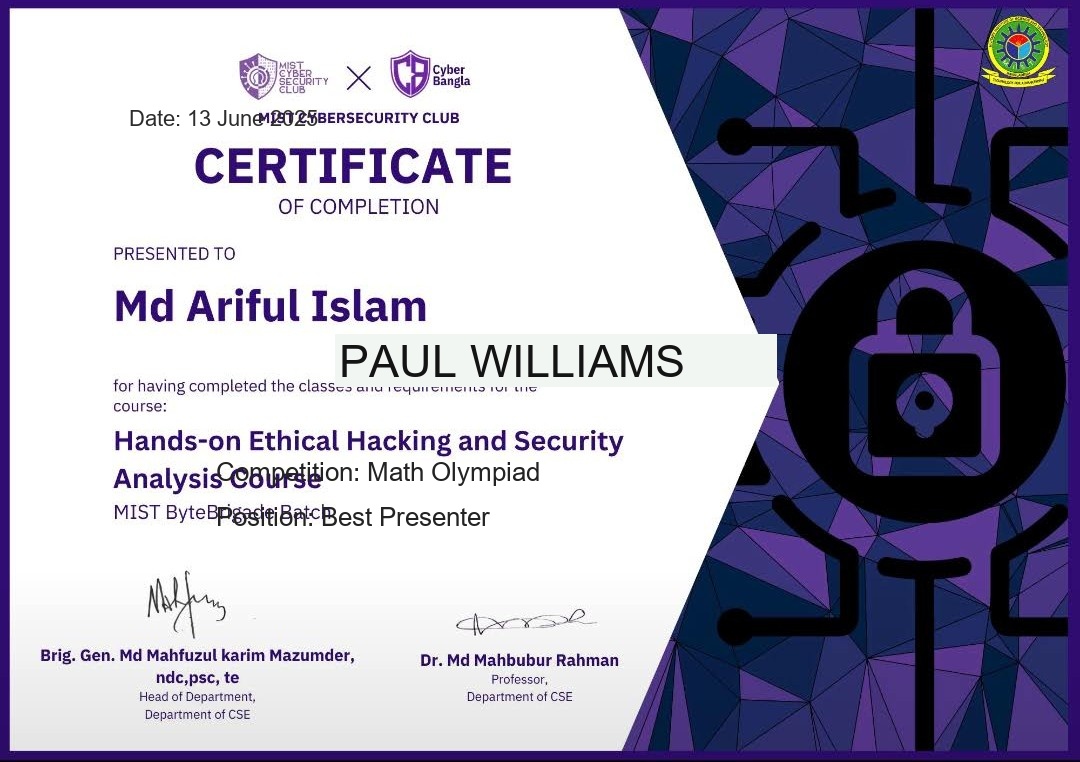 MIST
CYBER
SECURITY
CLUB
Cyber
Bangla
Date: 13 June 2025
MIST CYBERSECURITY CLUB
CERTIFICATE
OF COMPLETION
PRESENTED TO
Md Ariful Islam
PAUL WILLIAMS
for having completed the classes and requirements for the
course:
Hands-on Ethical Hacking and Security
Analysis Course
Competition: Math Olympiad
MIST ByteBrigade Batch
Position: Best Presenter
Brig. Gen. Md Mahfuzul karim Mazumder,
ndc,psc, te
Head of Department,
Department of CSE
Dr. Md Mahbubur Rahman
Professor,
Department of CSE